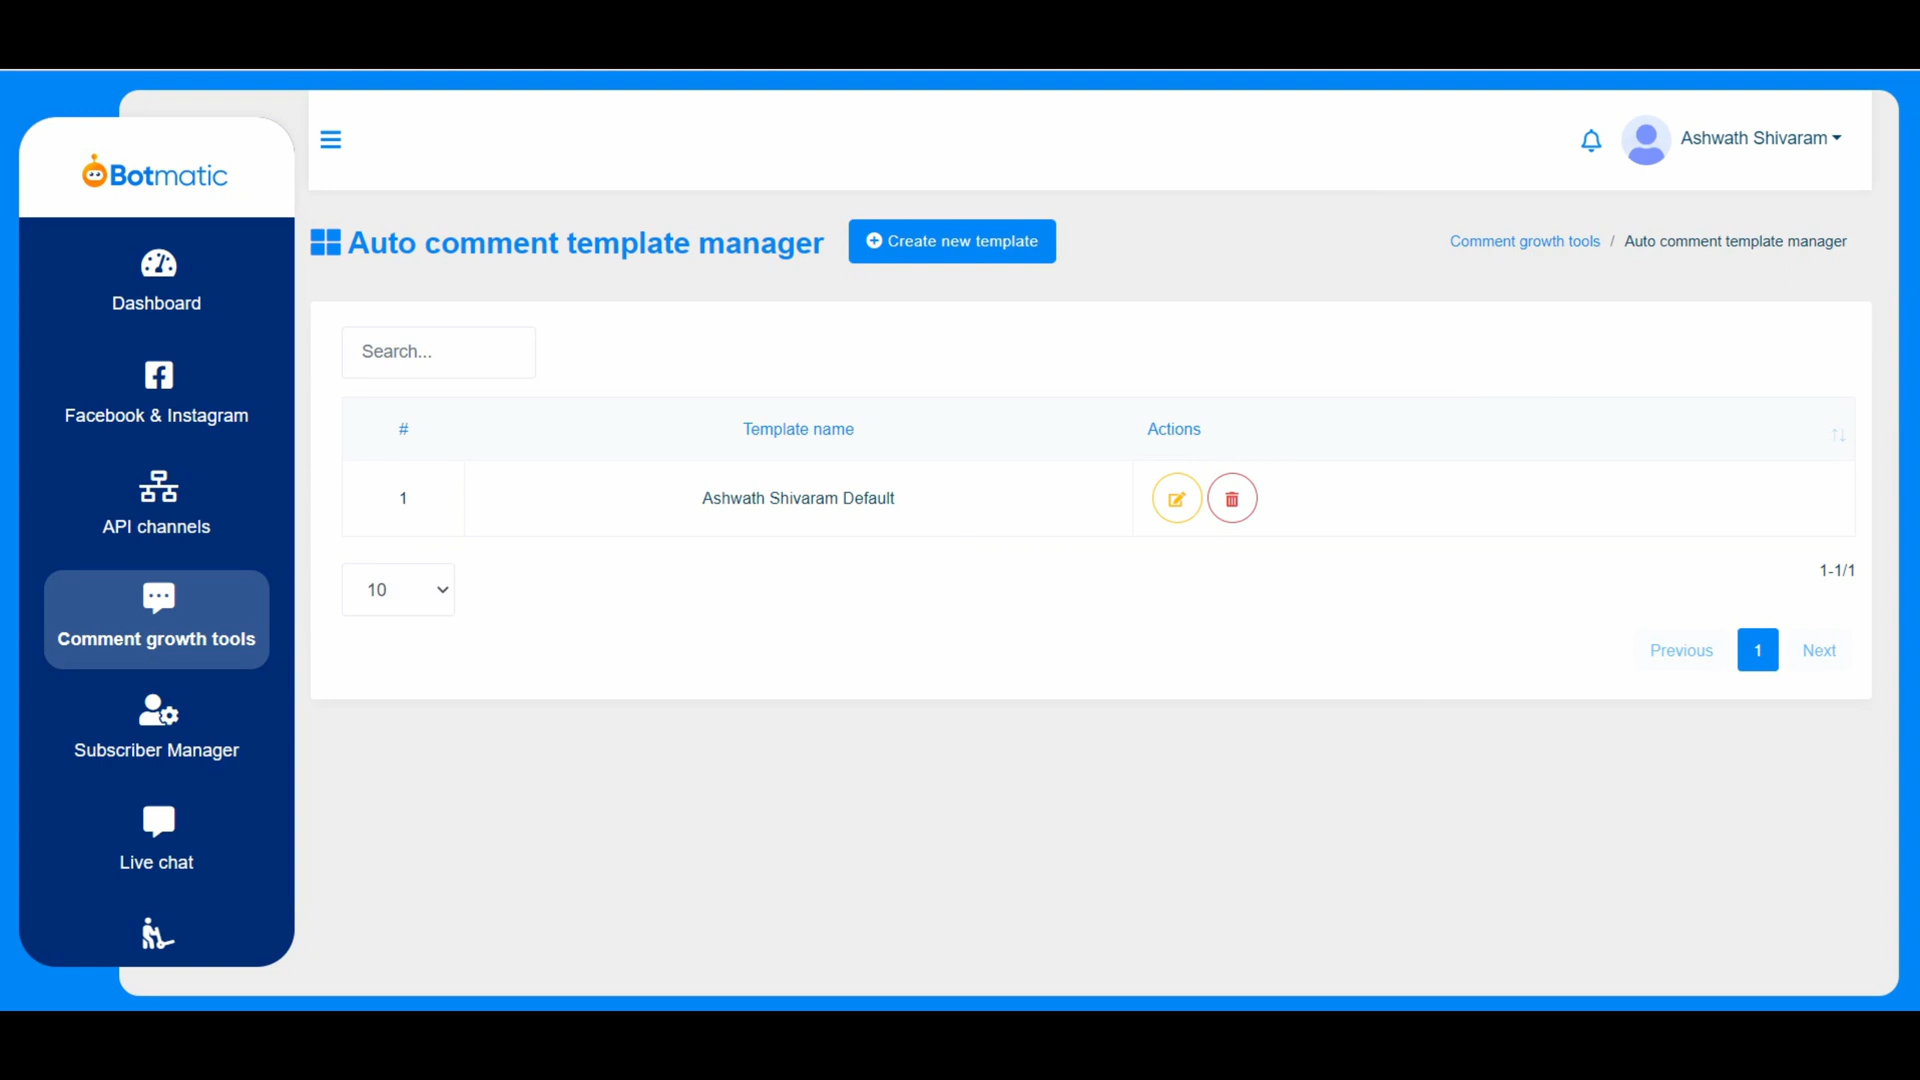 Botmatic
Dashboard
Facebook & Instagram
API channels
Comment growth tools
Subscriber Manager
Live chat
Ashwath Shivaram
Auto comment template manager
Create new template
Comment growth tools / Auto comment template manager
Search...
# Template name Actions
1 Ashwath Shivaram Default
10
1-1/1
Previous 1 Next